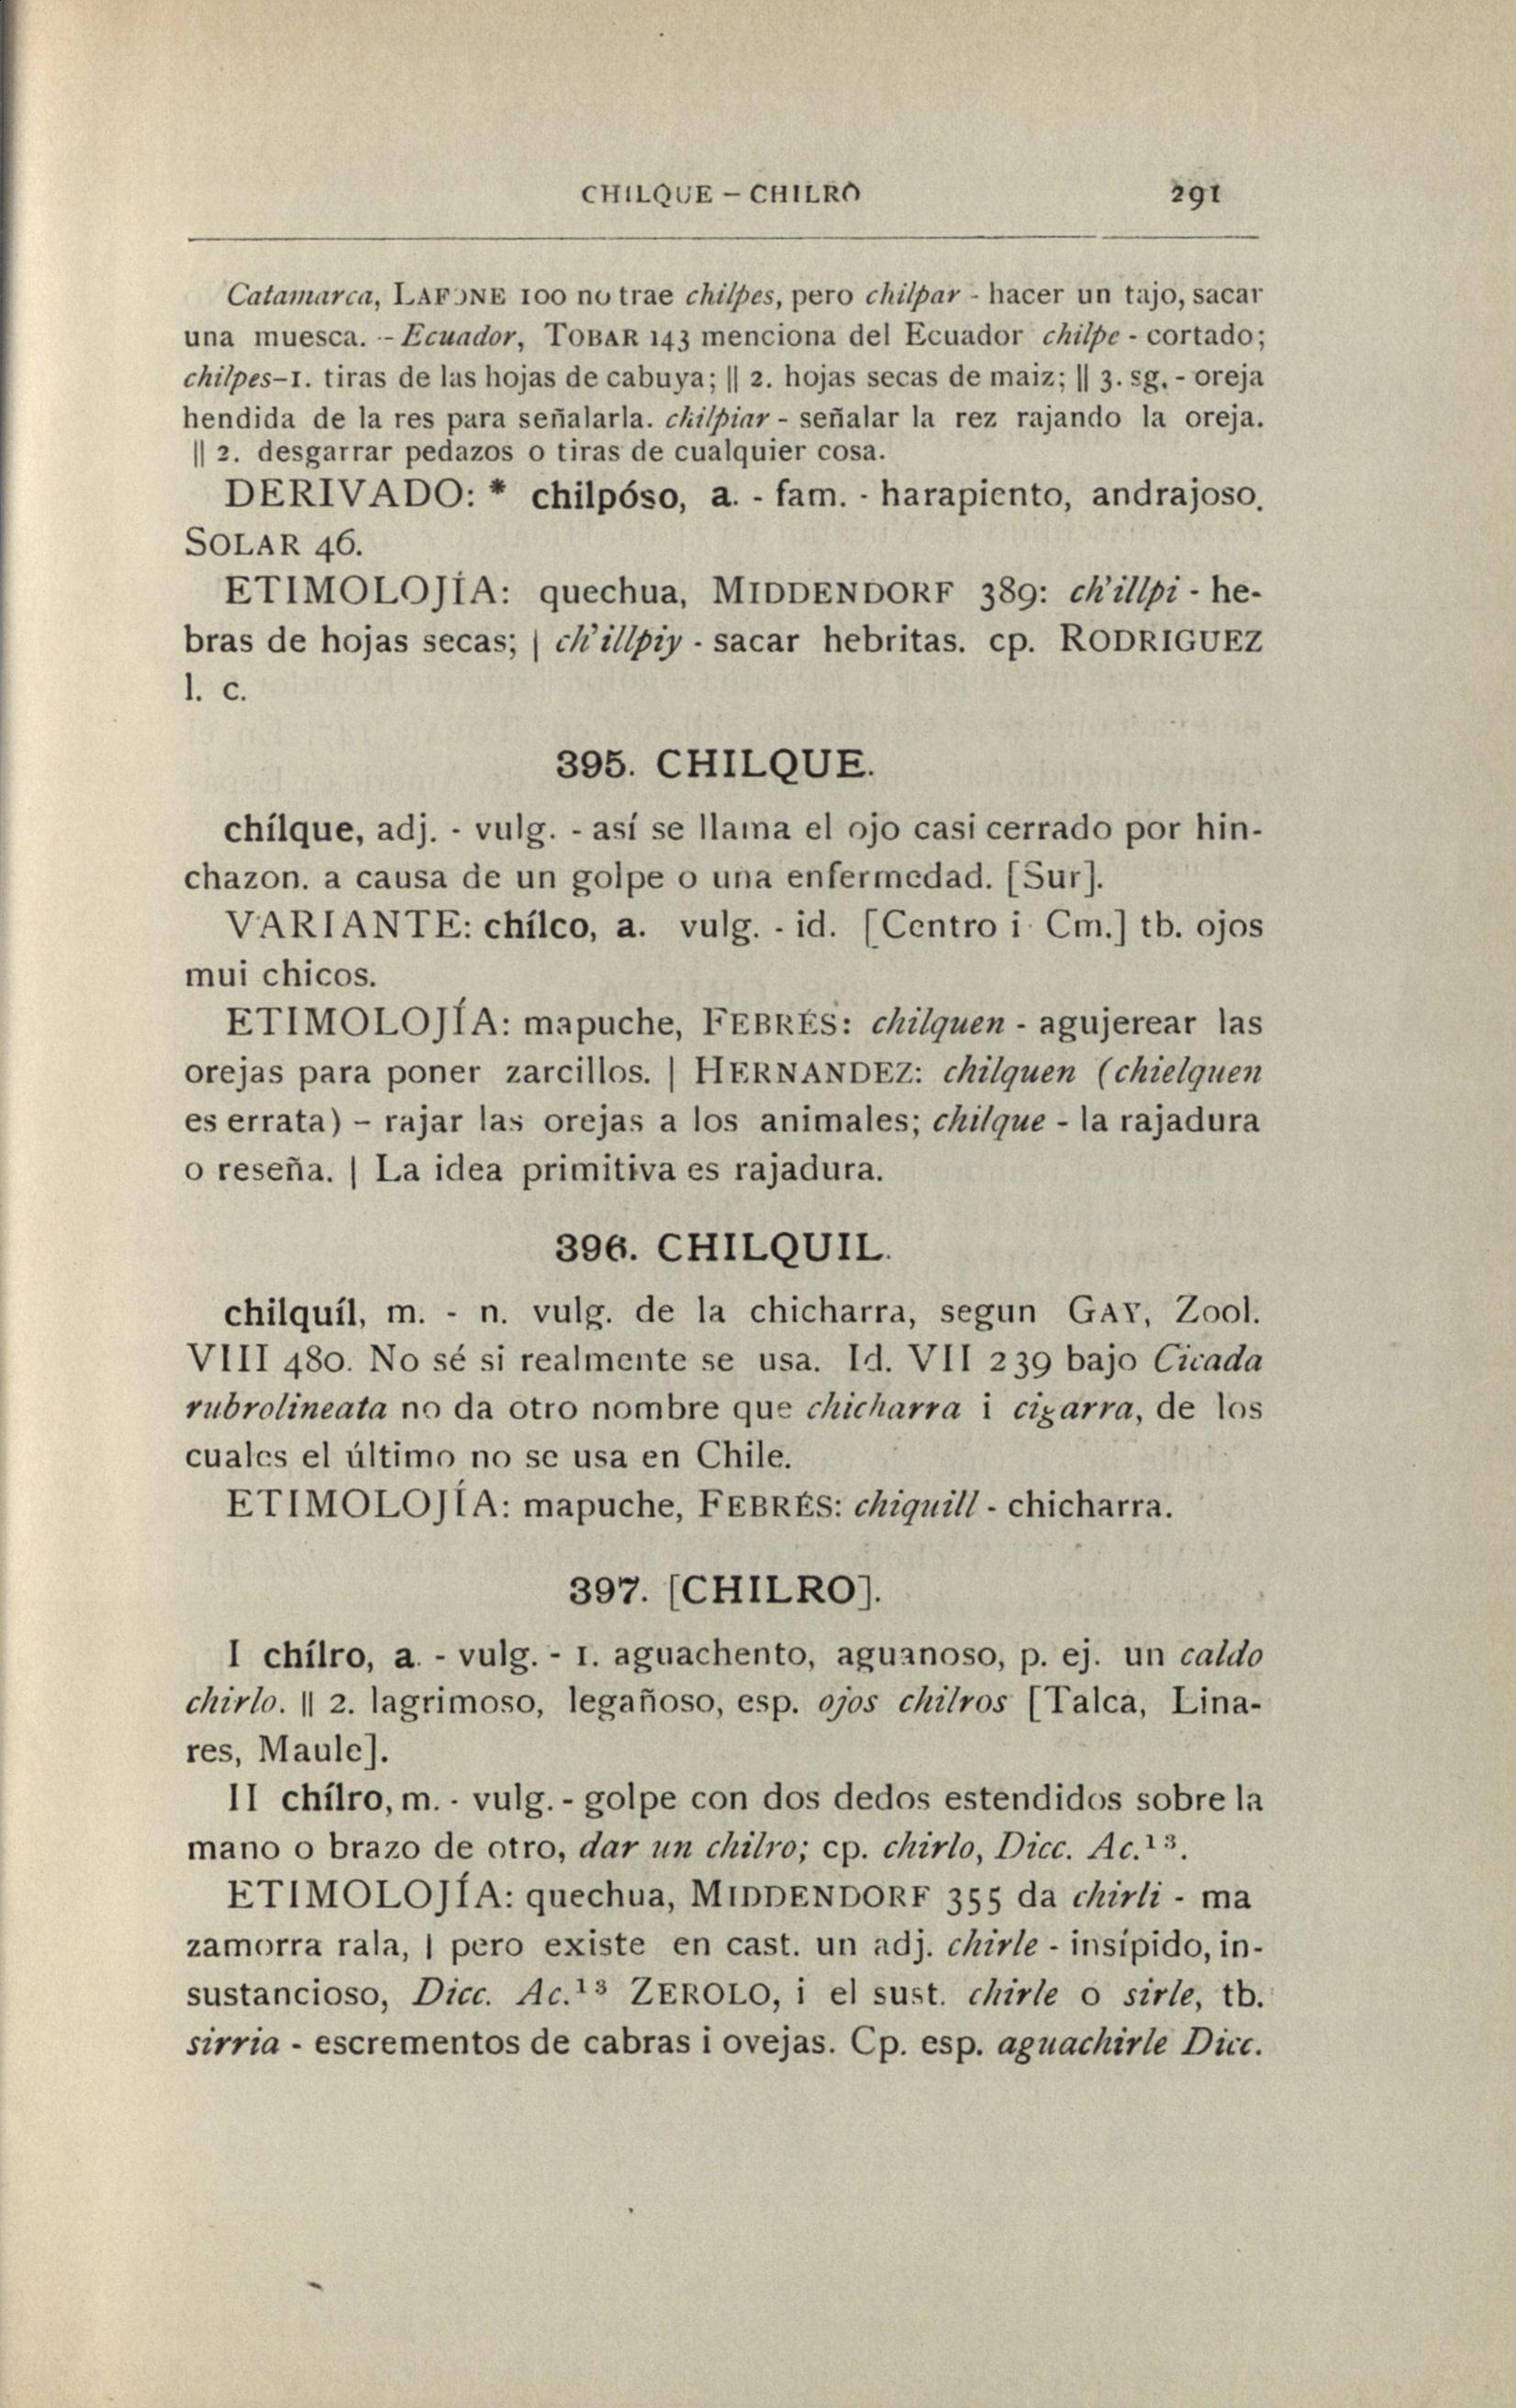 CHILQUE – CHILRO 291
Catamarca, LAFONE 100 no trae chilpes, pero chilpar - hacer un tajo, sacar
una muesca. -- Ecuador, TOBAR 143 menciona del Ecuador chilpe - cortado;
chilpes–1. tiras de las hojas de cabuya; || 2. hojas secas de maiz; || 3. sg. - oreja
hendida de la res para señalarla. chilpiar - señalar la rez rajando la oreja.
|| 2. desgarrar pedazos o tiras de cualquier cosa.
DERIVADO: * chilpóso, a. - fam. - harapiento, andrajoso.
SOLAR 46.
ETIMOLOJÍA: quechua, MIDDENDORF 389: ch'illpi - he-
bras de hojas secas; | ch'illpiy - sacar hebritas. cp. RODRIGUEZ
l. c.
395. CHILQUE.
chílque, adj. - vulg. - así se llama el ojo casi cerrado por hin-
chazon. a causa de un golpe o una enfermedad. [Sur].
VARIANTE: chílco, a. vulg. - id. [Centro i Cm.] tb. ojos
mui chicos.
ETIMOLOJÍA: mapuche, FEBRÉS: chilquen - agujerear las
orejas para poner zarcillos. | HERNANDEZ: chilquen (chielquen
es errata) – rajar las orejas a los animales; chilque - la rajadura
o reseña. | La idea primitiva es rajadura.
396. CHILQUIL.
chilquíl, m. - n. vulg. de la chicharra, segun GAY, Zool.
VIII 480. No sé si realmente se usa. Id. VII 239 bajo Cicada
rubrolineata no da otro nombre que chicharra i cigarra, de los
cuales el último no se usa en Chile.
ETIMOLOJÍA: mapuche, FEBRÉS: chiquill - chicharra.
397. [CHILRO].
I chílro, a. - vulg. - 1. aguachento, aguanoso, p. ej. un caldo
chirlo. || 2. lagrimoso, legañoso, esp. ojos chilros [Talca, Lina-
res, Maule].
II chílro, m. - vulg. - golpe con dos dedos estendidos sobre la
mano o brazo de otro, dar un chilro; cp. chirlo, Dicc. Ac.¹³.
ETIMOLOJÍA: quechua, MIDDENDORF 355 da chirli - ma
zamorra rala, | pero existe en cast. un adj. chirle - insípido, in-
sustancioso, Dicc. Ac.¹³ ZEROLO, i el sust. chirle o sirle, tb.
sirria - escrementos de cabras i ovejas. Cp. esp. aguachirle Dicc.